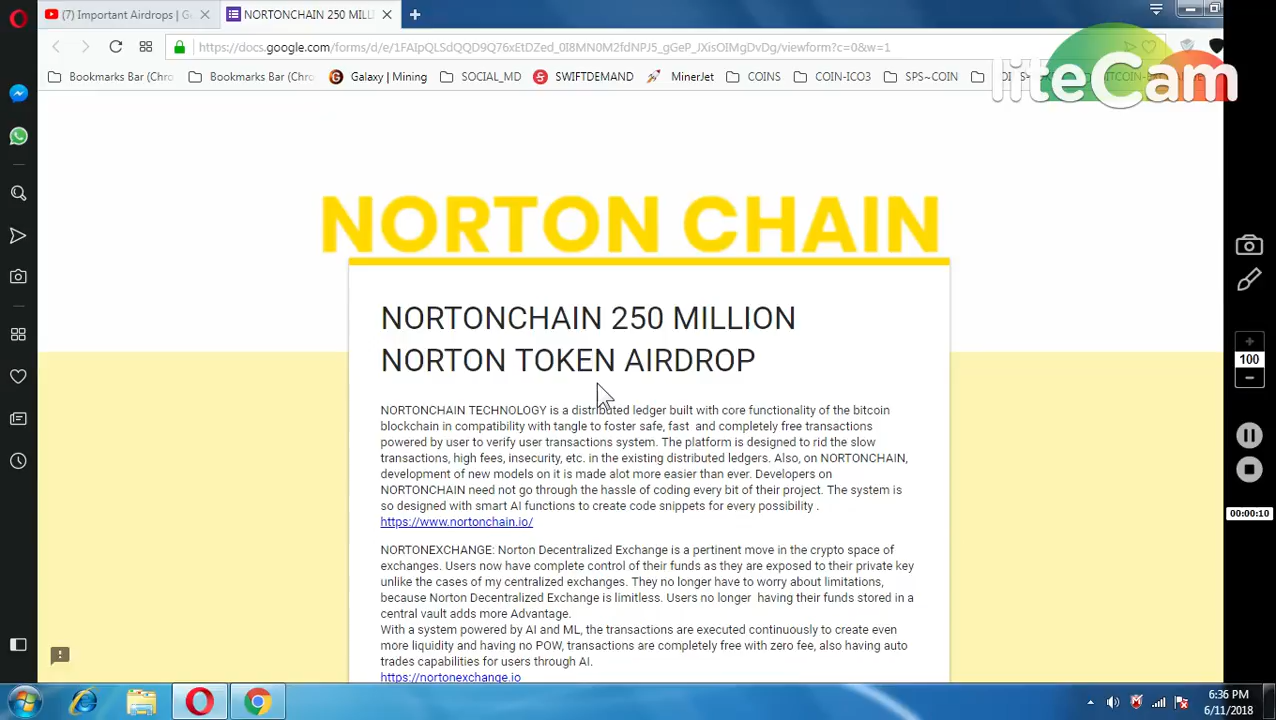 (7) Important Airdrops | G
NORTONCHAIN 250 MILL
https://docs.google.com/forms/d/e/1FAIpQLSdQQD9Q76xEtDZed_0I8MN0M2fdNPJ5_gGeP_JXisOIMgDvDg/viewform?c=0&w=1
Bookmarks Bar (Chro
Bookmarks Bar (Chro
Galaxy | Mining
SOCIAL_MD
SWIFTDEMAND
MinerJet
COINS
COIN-ICO3
SPS~COIN
liteCam
NORTON CHAIN
NORTONCHAIN 250 MILLION
NORTON TOKEN AIRDROP
NORTONCHAIN TECHNOLOGY is a distributed ledger built with core functionality of the bitcoin
blockchain in compatibility with tangle to foster safe, fast and completely free transactions
powered by user to verify user transactions system. The platform is designed to rid the slow
transactions, high fees, insecurity, etc. in the existing distributed ledgers. Also, on NORTONCHAIN,
development of new models on it is made alot more easier than ever. Developers on
NORTONCHAIN need not go through the hassle of coding every bit of their project. The system is
so designed with smart AI functions to create code snippets for every possibility .
https://www.nortonchain.io/
NORTONEXCHANGE: Norton Decentralized Exchange is a pertinent move in the crypto space of
exchanges. Users now have complete control of their funds as they are exposed to their private key
unlike the cases of my centralized exchanges. They no longer have to worry about limitations,
because Norton Decentralized Exchange is limitless. Users no longer having their funds stored in a
central vault adds more Advantage.
With a system powered by AI and ML, the transactions are executed continuously to create even
more liquidity and having no POW, transactions are completely free with zero fee, also having auto
trades capabilities for users through AI.
https://nortonexchange.io
100
00:00:10
6:36 PM
6/11/2018